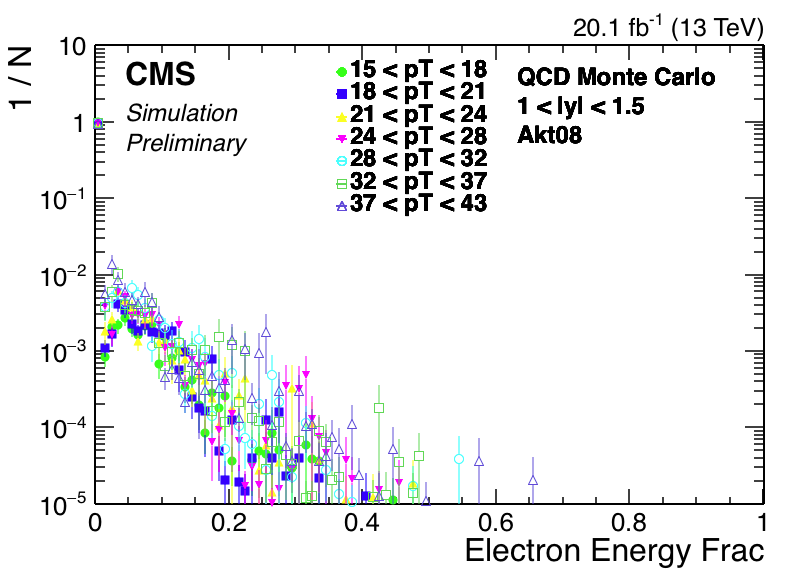 20.1 fb⁻¹ (13 TeV)
1 / N
10
1
10⁻¹
10⁻²
10⁻³
10⁻⁴
10⁻⁵
CMS
Simulation
Preliminary
15 < pT < 18
18 < pT < 21
21 < pT < 24
24 < pT < 28
28 < pT < 32
32 < pT < 37
37 < pT < 43
QCD Monte Carlo
1 < |y| < 1.5
Akt08
0 0.2 0.4 0.6 0.8 1
Electron Energy Frac